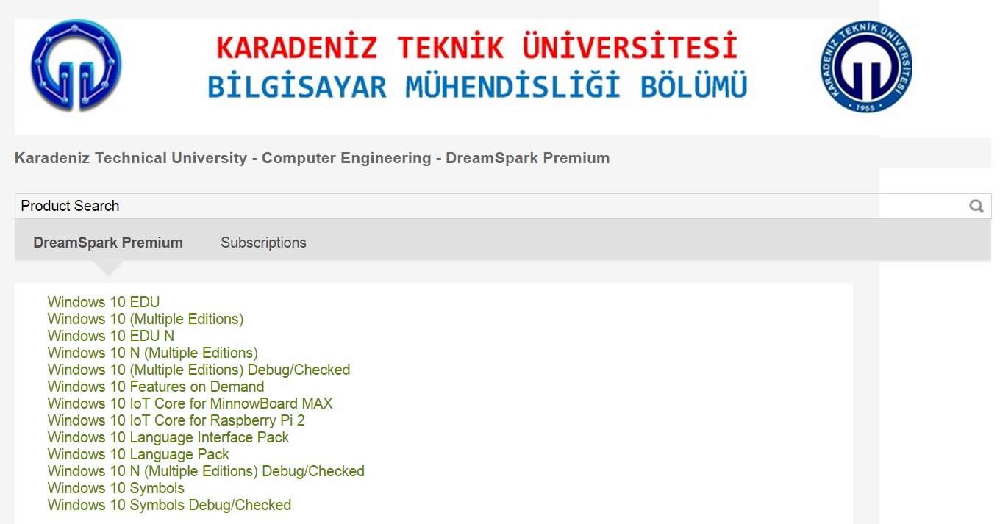 KARADENİZ TEKNİK ÜNİVERSİTESİ
BİLGİSAYAR MÜHENDİSLİĞİ BÖLÜMÜ
KARADENİZ TEKNİK ÜNİVERSİTESİ
· 1955 ·
Karadeniz Technical University - Computer Engineering - DreamSpark Premium
Product Search
DreamSpark Premium Subscriptions
Windows 10 EDU
Windows 10 (Multiple Editions)
Windows 10 EDU N
Windows 10 N (Multiple Editions)
Windows 10 (Multiple Editions) Debug/Checked
Windows 10 Features on Demand
Windows 10 IoT Core for MinnowBoard MAX
Windows 10 IoT Core for Raspberry Pi 2
Windows 10 Language Interface Pack
Windows 10 Language Pack
Windows 10 N (Multiple Editions) Debug/Checked
Windows 10 Symbols
Windows 10 Symbols Debug/Checked